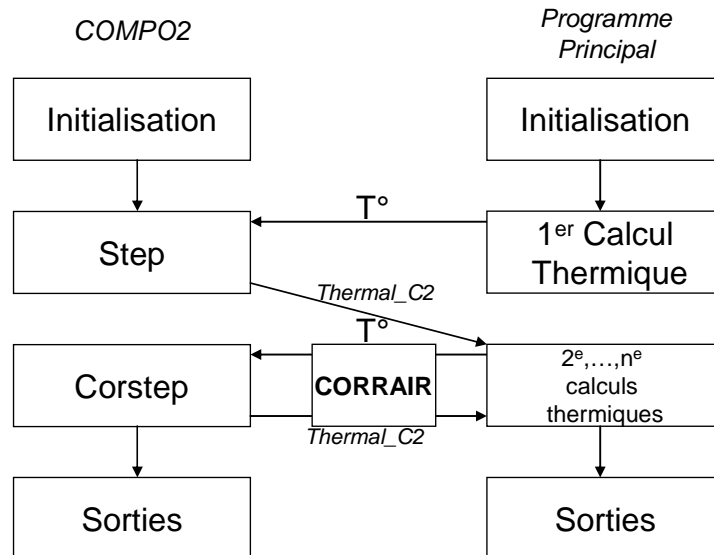 COMPO2
Programme
Principal
Initialisation
Initialisation
T°
Step
1er Calcul
Thermique
Thermal_C2
T°
Corstep
CORRAIR
2e,…,ne
calculs
thermiques
Thermal_C2
Sorties
Sorties